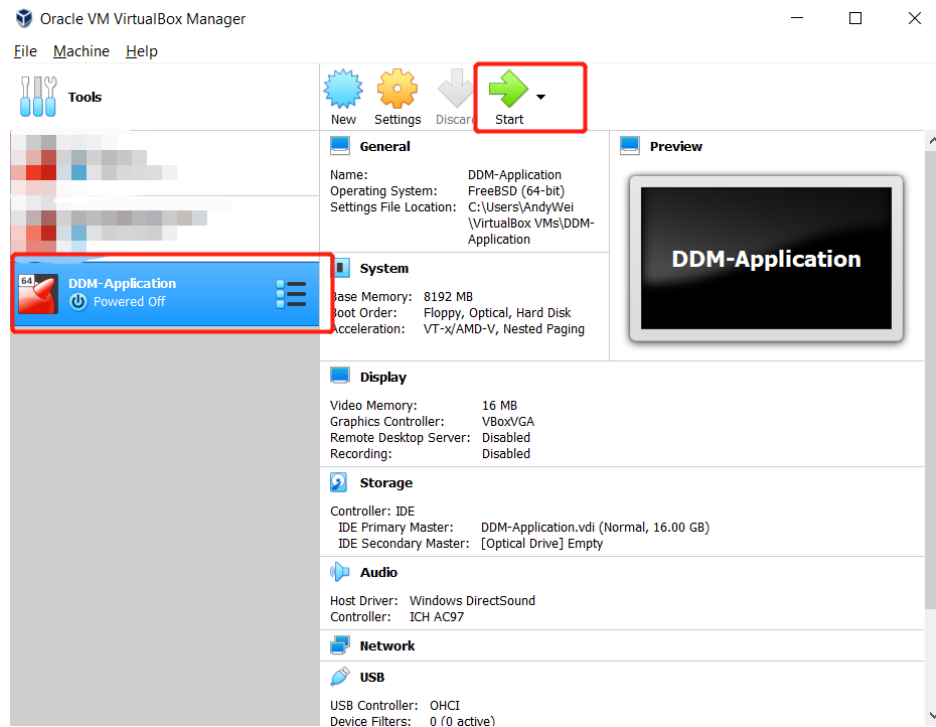 Oracle VM VirtualBox Manager
File Machine Help
Tools
New Settings Discard Start
64
DDM-Application
Powered Off
General
Name: DDM-Application
Operating System: FreeBSD (64-bit)
Settings File Location: C:\Users\AndyWei
\VirtualBox VMs\DDM-
Application
Preview
DDM-Application
System
Base Memory: 8192 MB
Boot Order: Floppy, Optical, Hard Disk
Acceleration: VT-x/AMD-V, Nested Paging
Display
Video Memory: 16 MB
Graphics Controller: VBoxVGA
Remote Desktop Server: Disabled
Recording: Disabled
Storage
Controller: IDE
IDE Primary Master: DDM-Application.vdi (Normal, 16.00 GB)
IDE Secondary Master: [Optical Drive] Empty
Audio
Host Driver: Windows DirectSound
Controller: ICH AC97
Network
USB
USB Controller: OHCI
Device Filters: 0 (0 active)